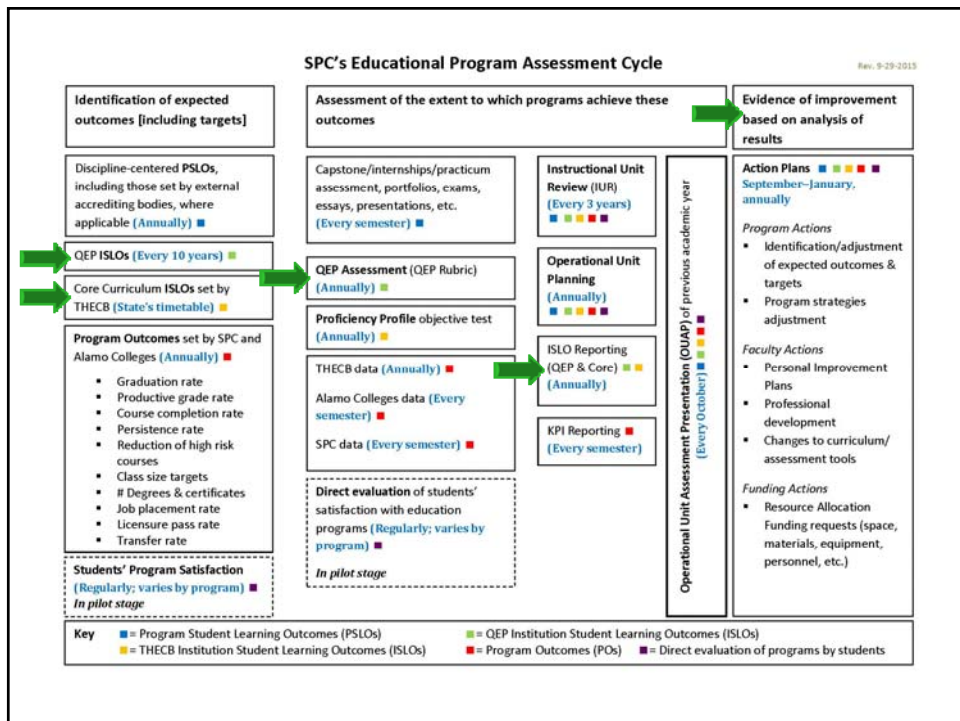 SPC's Educational Program Assessment Cycle
Rev. 9-29-2015
Identification of expected
outcomes [including targets]
Assessment of the extent to which programs achieve these
outcomes
Evidence of improvement
based on analysis of
results
Discipline-centered PSLOs,
including those set by external
accrediting bodies, where
applicable (Annually)
QEP ISLOs (Every 10 years)
Core Curriculum ISLOs set by
THECB (State's timetable)
Program Outcomes set by SPC and
Alamo Colleges (Annually)
▪ Graduation rate
▪ Productive grade rate
▪ Course completion rate
▪ Persistence rate
▪ Reduction of high risk
courses
▪ Class size targets
▪ # Degrees & certificates
▪ Job placement rate
▪ Licensure pass rate
▪ Transfer rate
Students' Program Satisfaction
(Regularly; varies by program)
In pilot stage
Capstone/internships/practicum
assessment, portfolios, exams,
essays, presentations, etc.
(Every semester)
QEP Assessment (QEP Rubric)
(Annually)
Proficiency Profile objective test
(Annually)
THECB data (Annually)
Alamo Colleges data (Every
semester)
SPC data (Every semester)
Direct evaluation of students'
satisfaction with education
programs (Regularly; varies by
program)
In pilot stage
Instructional Unit
Review (IUR)
(Every 3 years)
Operational Unit
Planning
(Annually)
ISLO Reporting
(QEP & Core)
(Annually)
KPI Reporting
(Every semester)
Operational Unit Assessment Presentation (OUAP) of previous academic year
(Every October)
Action Plans
September–January,
annually
Program Actions
▪ Identification/adjustment
of expected outcomes &
targets
▪ Program strategies
adjustment
Faculty Actions
▪ Personal Improvement
Plans
▪ Professional
development
▪ Changes to curriculum/
assessment tools
Funding Actions
▪ Resource Allocation
Funding requests (space,
materials, equipment,
personnel, etc.)
Key
= Program Student Learning Outcomes (PSLOs)
= QEP Institution Student Learning Outcomes (ISLOs)
= THECB Institution Student Learning Outcomes (ISLOs)
= Program Outcomes (POs)
= Direct evaluation of programs by students